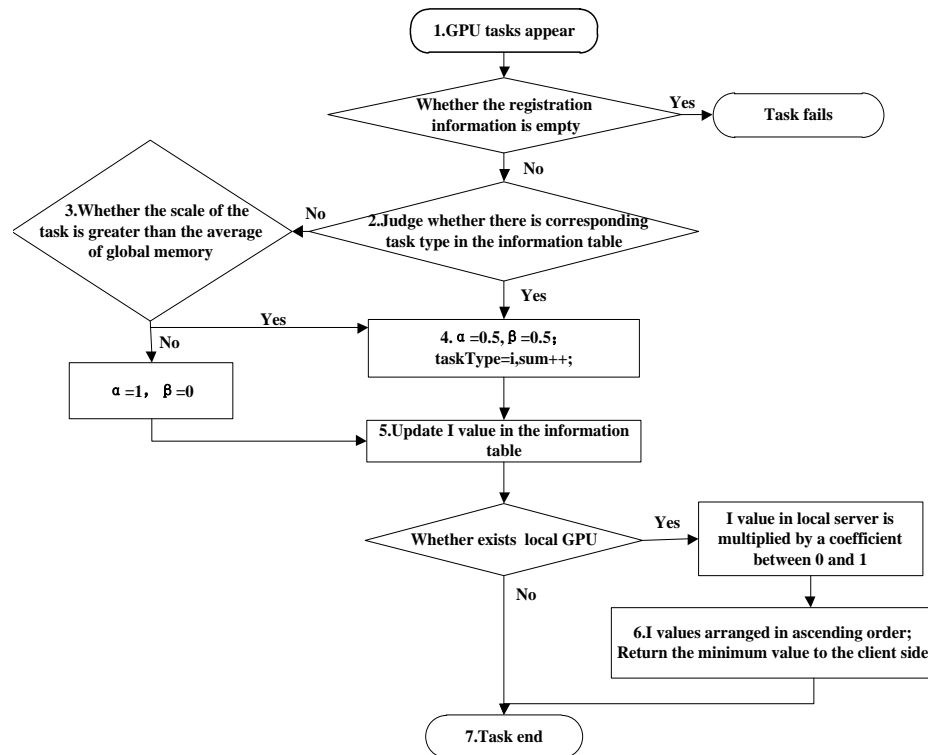 1.GPU tasks appear
Whether the registration
information is empty
Yes
Task fails
No
2.Judge whether there is corresponding
task type in the information table
No
3.Whether the scale of the
task is greater than the average
of global memory
Yes
Yes
No
4. α=0.5, β=0.5;
taskType=i,sum++;
α=1, β=0
5.Update I value in the information
table
Whether exists local GPU
Yes
I value in local server is
multiplied by a coefficient
between 0 and 1
No
6.I values arranged in ascending order;
Return the minimum value to the client side
7.Task end